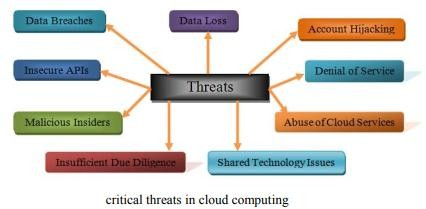 Data Breaches
Data Loss
Account Hijacking
Insecure APIs
Threats
Denial of Service
Malicious Insiders
Abuse of Cloud Services
Insufficient Due Diligence
Shared Technology Issues
critical threats in cloud computing